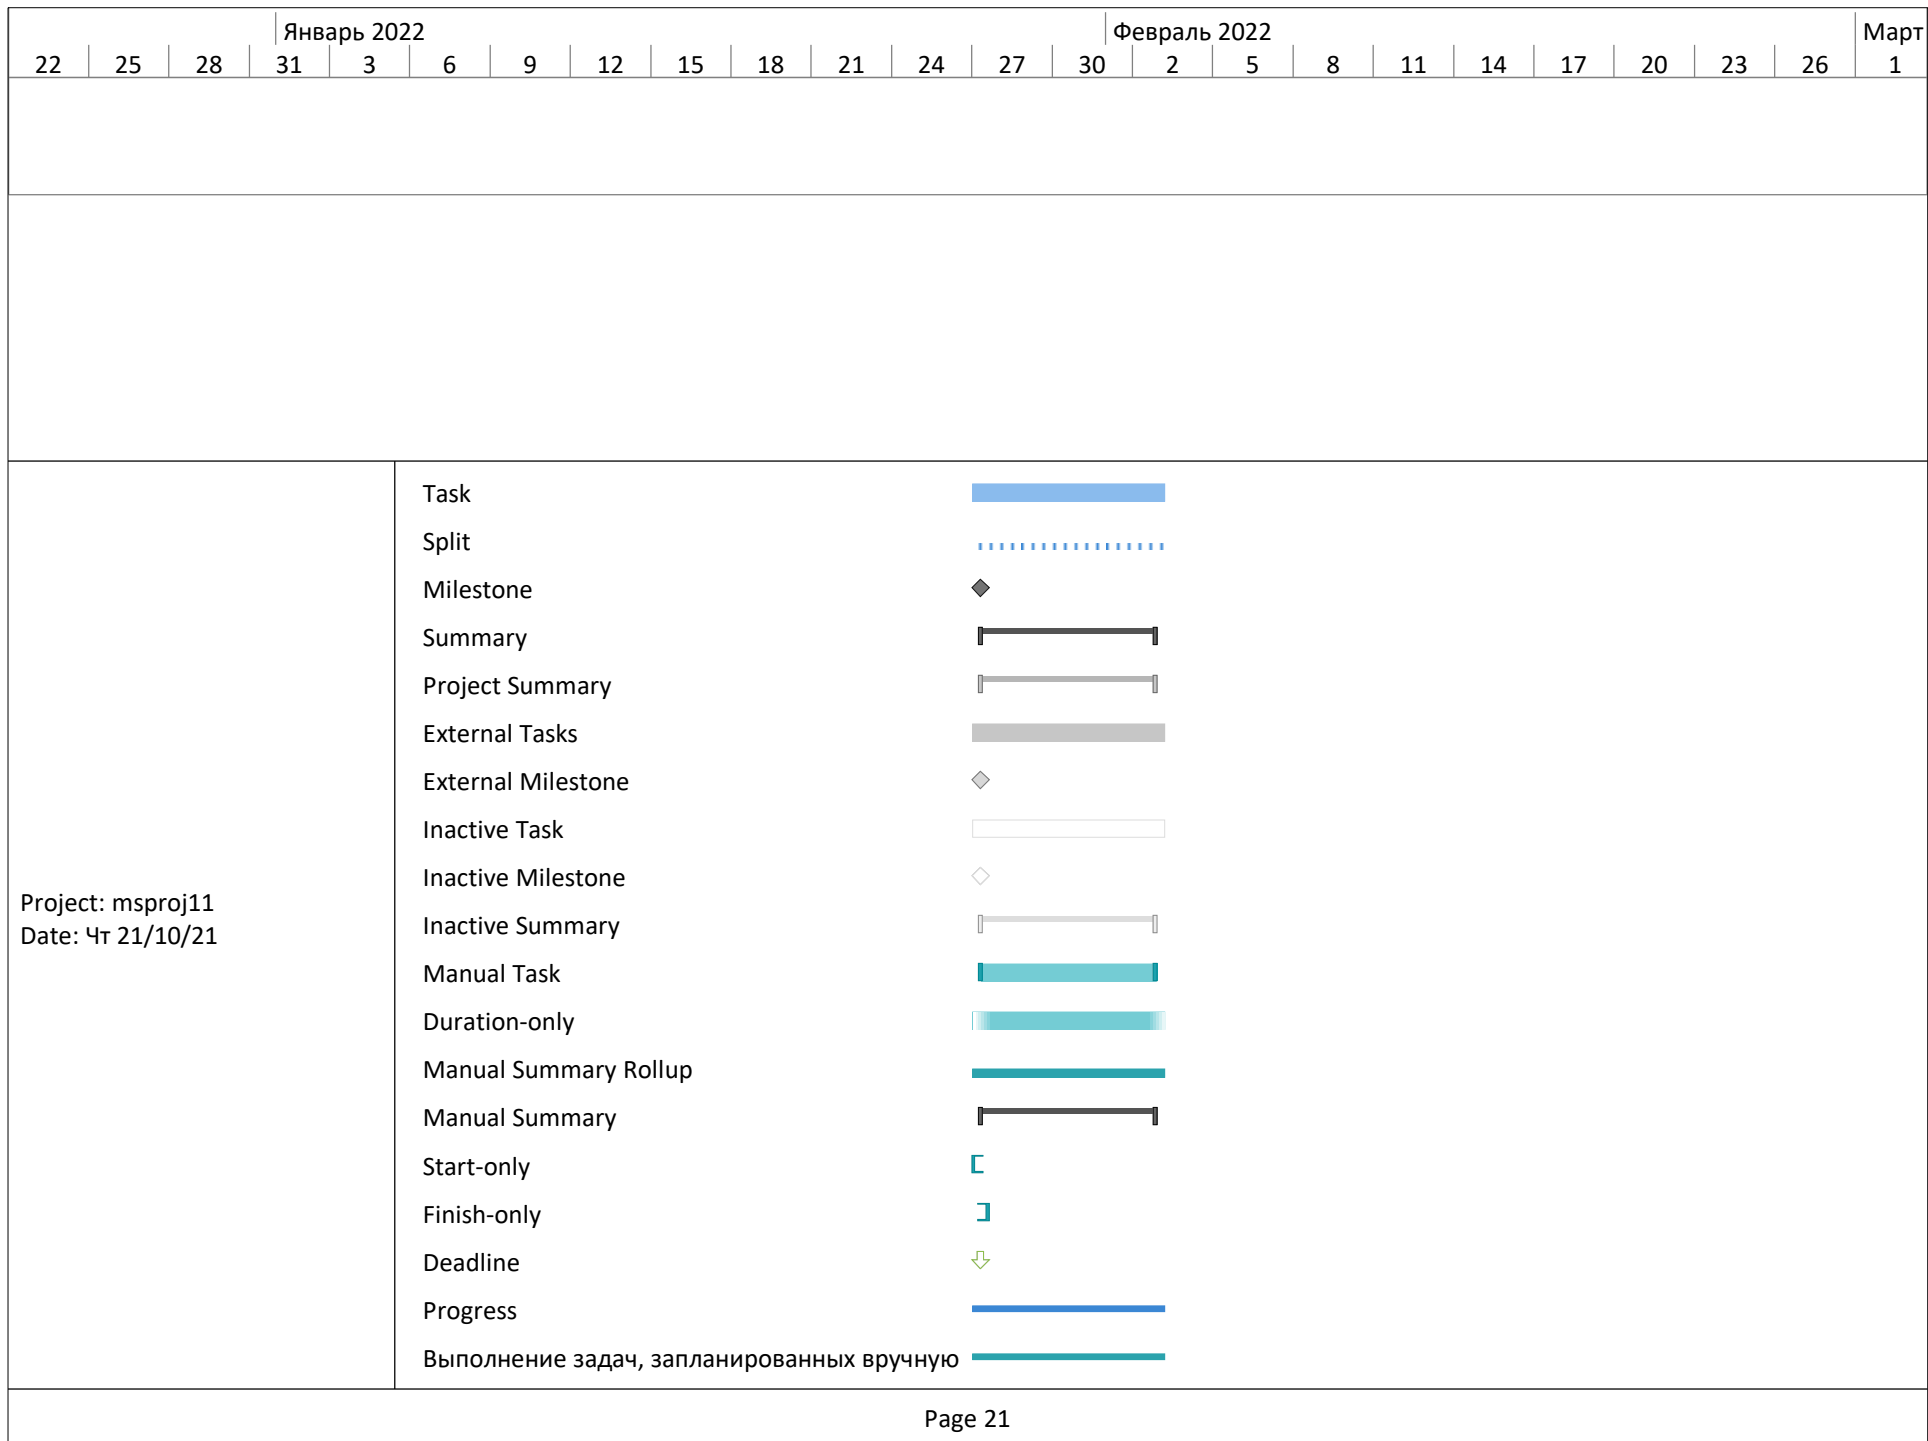 Январь 2022 Февраль 2022 Март
22 25 28 31 3 6 9 12 15 18 21 24 27 30 2 5 8 11 14 17 20 23 26 1
Project: msproj11
Date: Чт 21/10/21
Task
Split
Milestone
Summary
Project Summary
External Tasks
External Milestone
Inactive Task
Inactive Milestone
Inactive Summary
Manual Task
Duration-only
Manual Summary Rollup
Manual Summary
Start-only
Finish-only
Deadline
Progress
Выполнение задач, запланированных вручную
Page 21